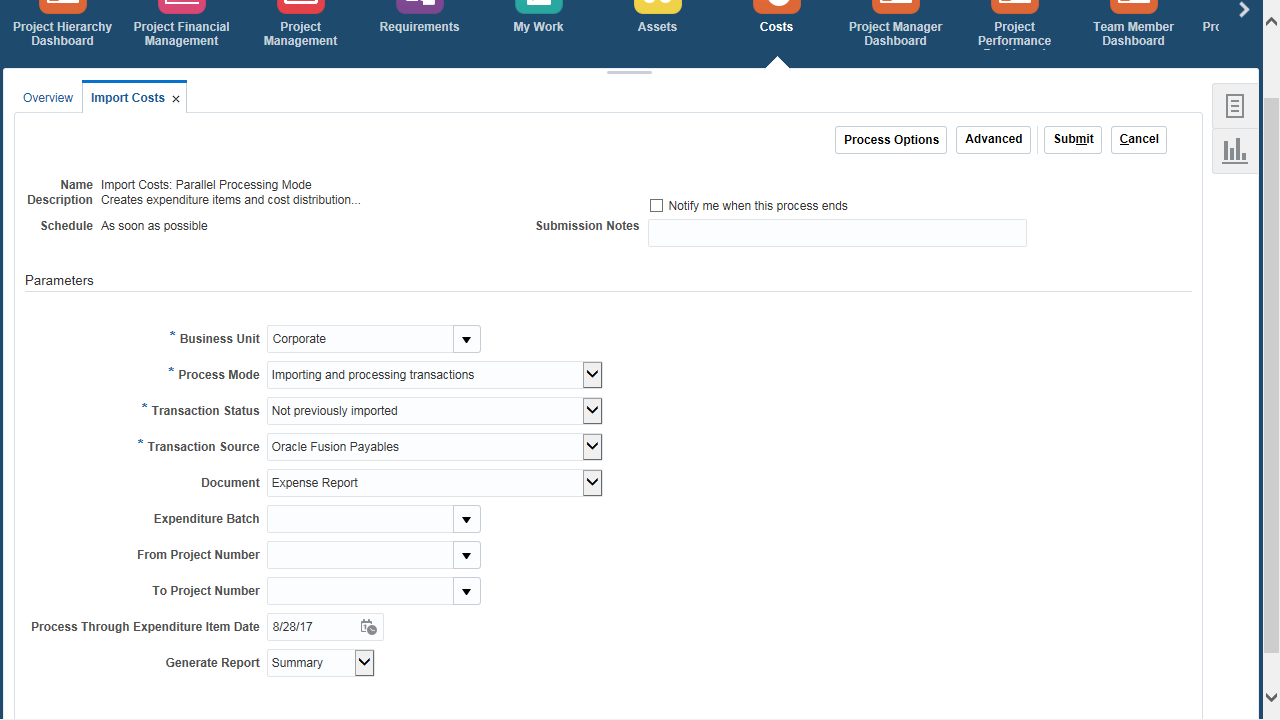 Project Hierarchy Dashboard
Project Financial Management
Project Management
Requirements
My Work
Assets
Costs
Project Manager Dashboard
Project Performance
Team Member Dashboard
Overview
Import Costs
Process Options
Advanced
Submit
Cancel
Name Import Costs: Parallel Processing Mode
Description Creates expenditure items and cost distribution...
Notify me when this process ends
Schedule As soon as possible
Submission Notes
Parameters
* Business Unit Corporate
* Process Mode Importing and processing transactions
* Transaction Status Not previously imported
* Transaction Source Oracle Fusion Payables
Document Expense Report
Expenditure Batch
From Project Number
To Project Number
Process Through Expenditure Item Date 8/28/17
Generate Report Summary